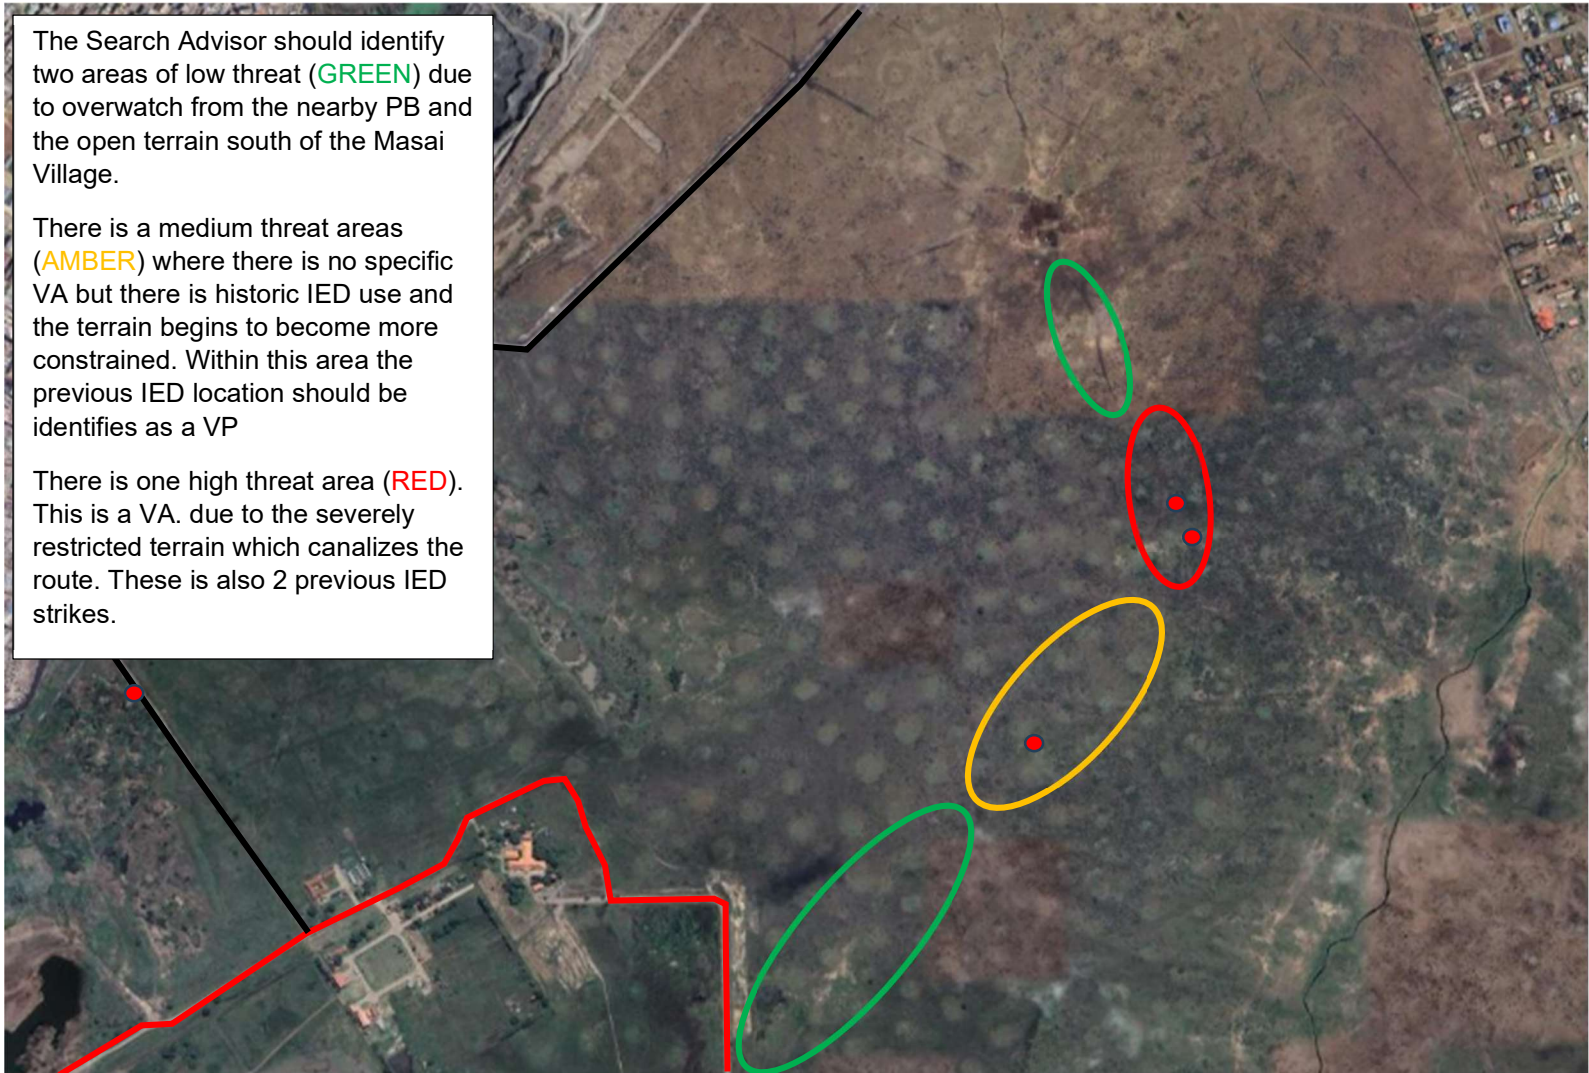 The Search Advisor should identify
two areas of low threat (GREEN) due
to overwatch from the nearby PB and
the open terrain south of the Masai
Village.
There is a medium threat areas
(AMBER) where there is no specific
VA but there is historic IED use and
the terrain begins to become more
constrained. Within this area the
previous IED location should be
identifies as a VP
There is one high threat area (RED).
This is a VA. due to the severely
restricted terrain which canalizes the
route. These is also 2 previous IED
strikes.